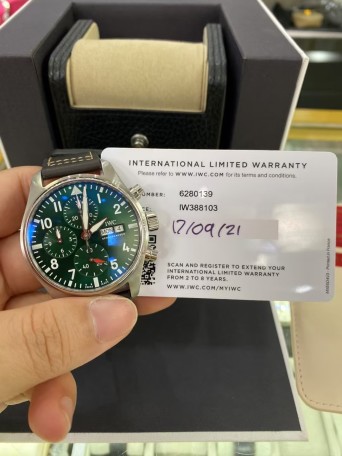 INTERNATIONAL LIMITED WARRANTY
Please refer to www.IWC.COM for its terms and conditions.
NUMBER: 6280139
IW388103
17/09/21
SCAN AND REGISTER TO EXTEND YOUR
INTERNATIONAL LIMITED WARRANTY
FROM 2 TO 8 YEARS.
WWW.IWC.COM/MYIWC
IWC